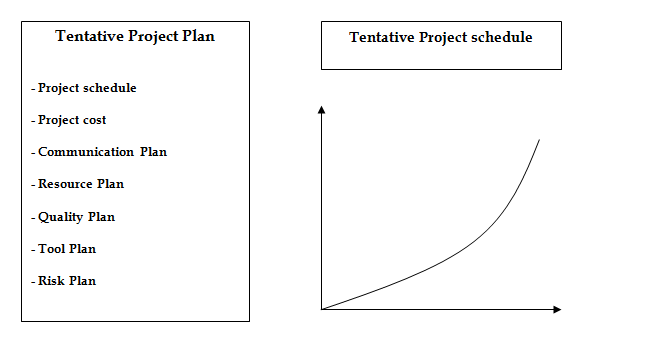 Tentative Project Plan
- Project schedule
- Project cost
- Communication Plan
- Resource Plan
- Quality Plan
- Tool Plan
- Risk Plan
Tentative Project schedule